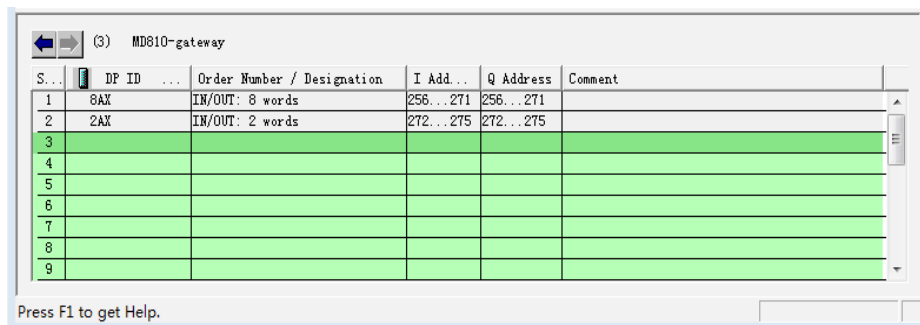 (3) MD810-gateway
S... DP ID ... Order Number / Designation I Add... Q Address Comment
1 8AX IN/OUT: 8 words 256...271 256...271
2 2AX IN/OUT: 2 words 272...275 272...275
3
4
5
6
7
8
9
Press F1 to get Help.